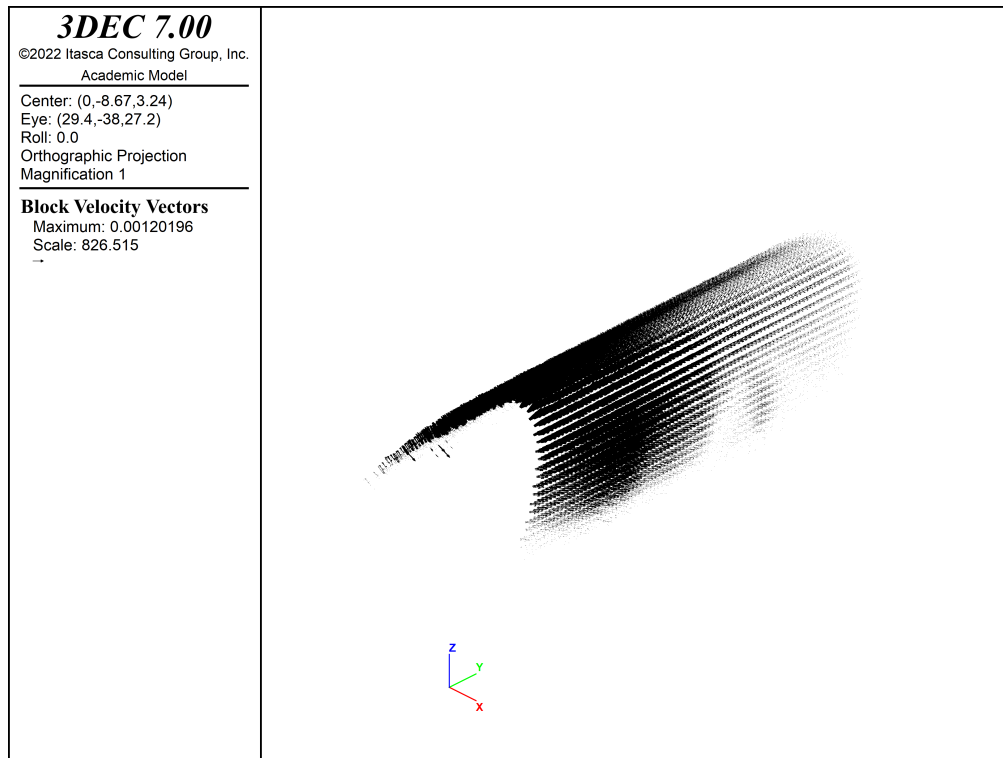 3DEC 7.00
©2022 Itasca Consulting Group, Inc.
Academic Model
Center: (0,-8.67,3.24)
Eye: (29.4,-38,27.2)
Roll: 0.0
Orthographic Projection
Magnification 1
Block Velocity Vectors
Maximum: 0.00120196
Scale: 826.515
Z
Y
X